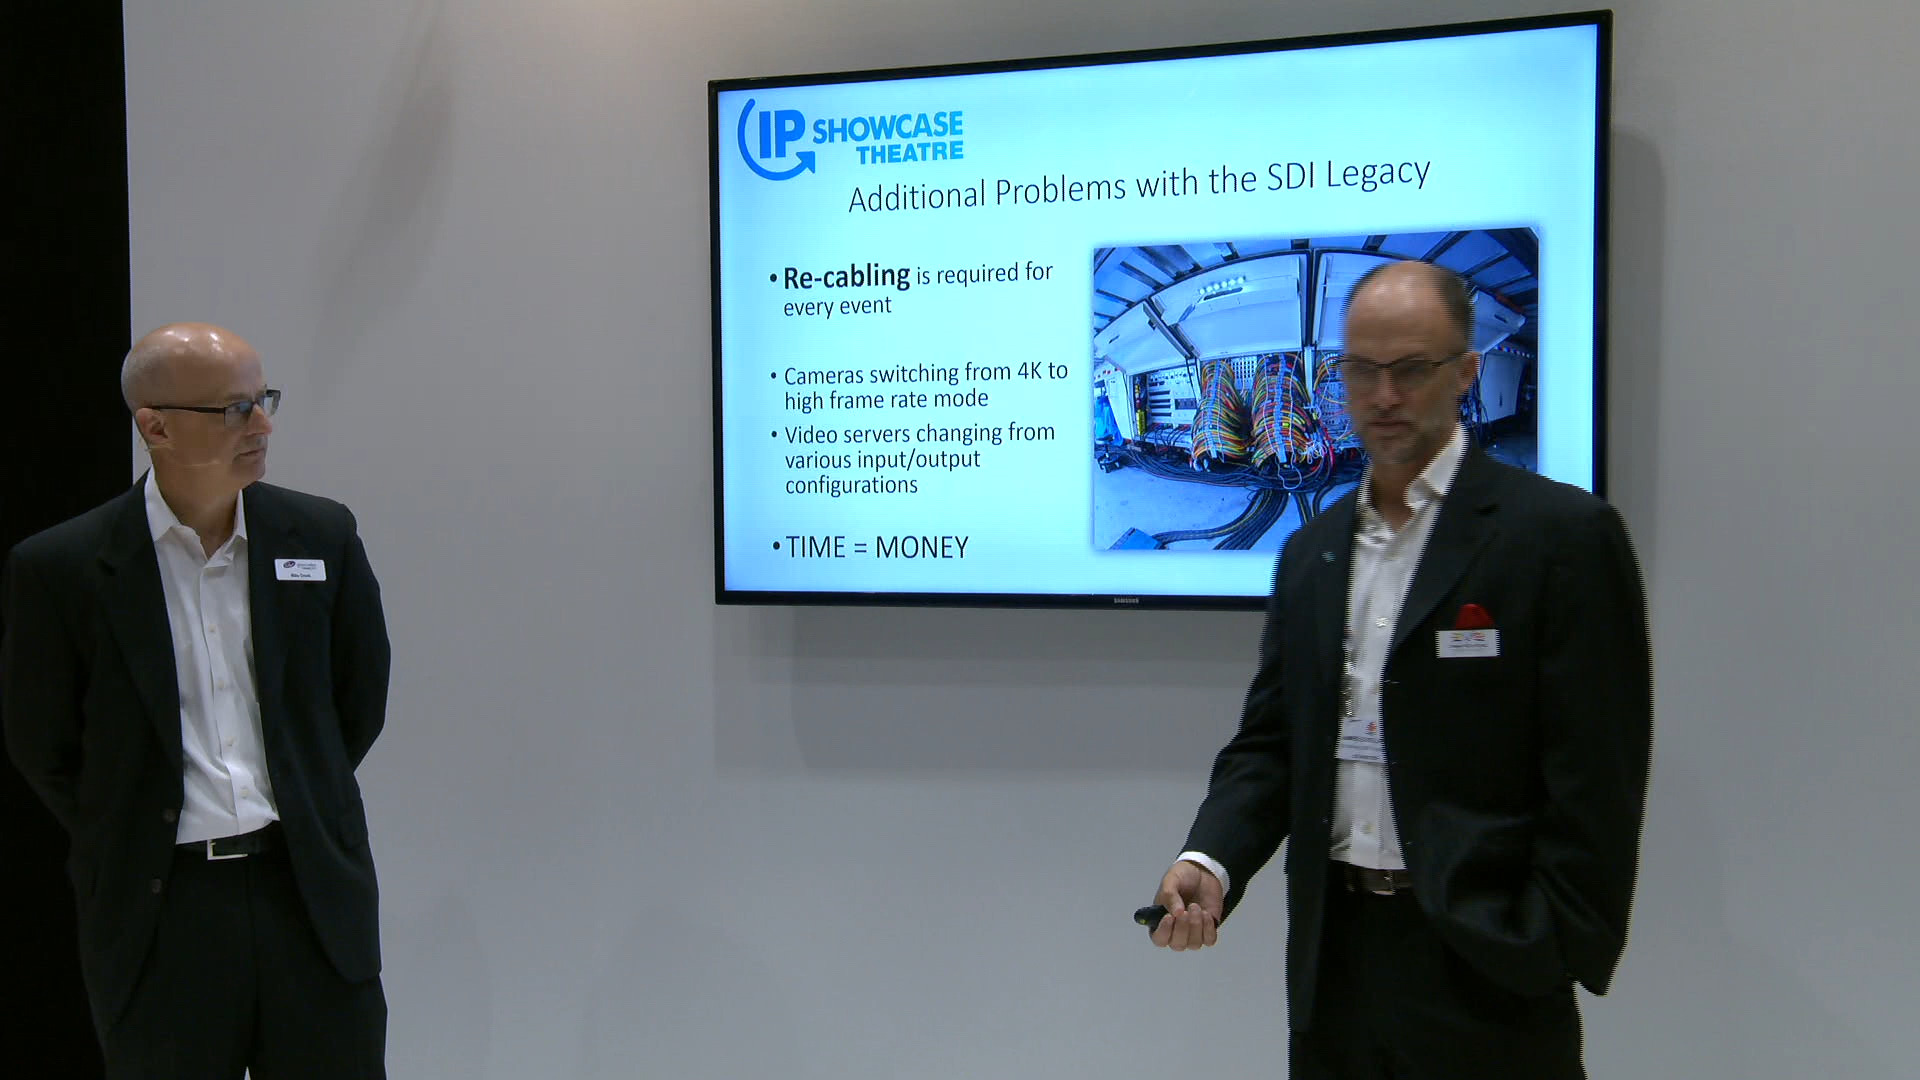 IP SHOWCASE
THEATRE
Additional Problems with the SDI Legacy
• Re-cabling is required for
every event
• Cameras switching from 4K to
high frame rate mode
• Video servers changing from
various input/output
configurations
• TIME = MONEY
SAMSUNG